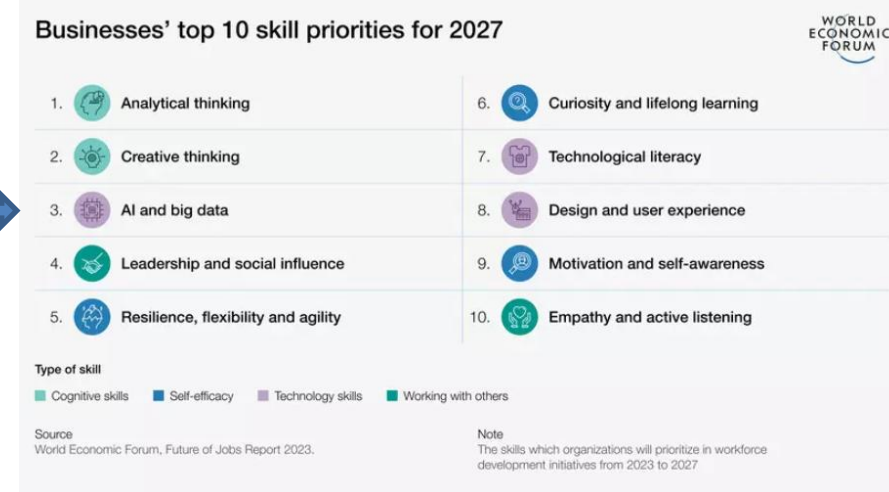 Businesses' top 10 skill priorities for 2027
WORLD
ECONOMIC
FORUM
1. Analytical thinking
2. Creative thinking
3. AI and big data
4. Leadership and social influence
5. Resilience, flexibility and agility
6. Curiosity and lifelong learning
7. Technological literacy
8. Design and user experience
9. Motivation and self-awareness
10. Empathy and active listening
Type of skill
Cognitive skills Self-efficacy Technology skills Working with others
Source
World Economic Forum, Future of Jobs Report 2023.
Note
The skills which organizations will prioritize in workforce
development initiatives from 2023 to 2027